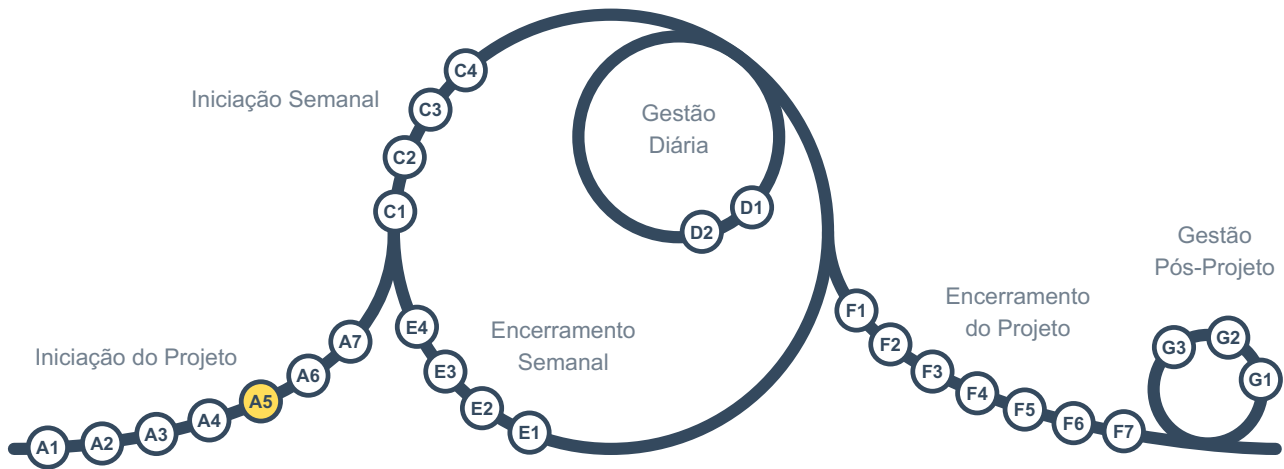 Iniciação do Projeto
A1
A2
A3
A4
A5
A6
A7
Iniciação Semanal
C1
C2
C3
C4
Gestão
Diária
D1
D2
Encerramento
Semanal
E1
E2
E3
E4
Encerramento
do Projeto
F1
F2
F3
F4
F5
F6
F7
Gestão
Pós-Projeto
G1
G2
G3